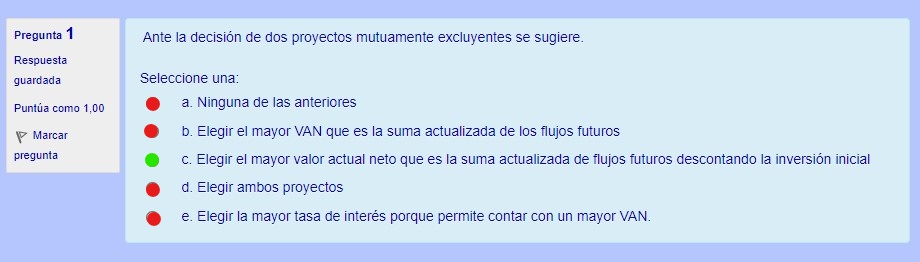 Pregunta 1
Respuesta
guardada
Puntúa como 1,00
Marcar
pregunta
Ante la decisión de dos proyectos mutuamente excluyentes se sugiere.
Seleccione una:
a. Ninguna de las anteriores
b. Elegir el mayor VAN que es la suma actualizada de los flujos futuros
c. Elegir el mayor valor actual neto que es la suma actualizada de flujos futuros descontando la inversión inicial
d. Elegir ambos proyectos
e. Elegir la mayor tasa de interés porque permite contar con un mayor VAN.